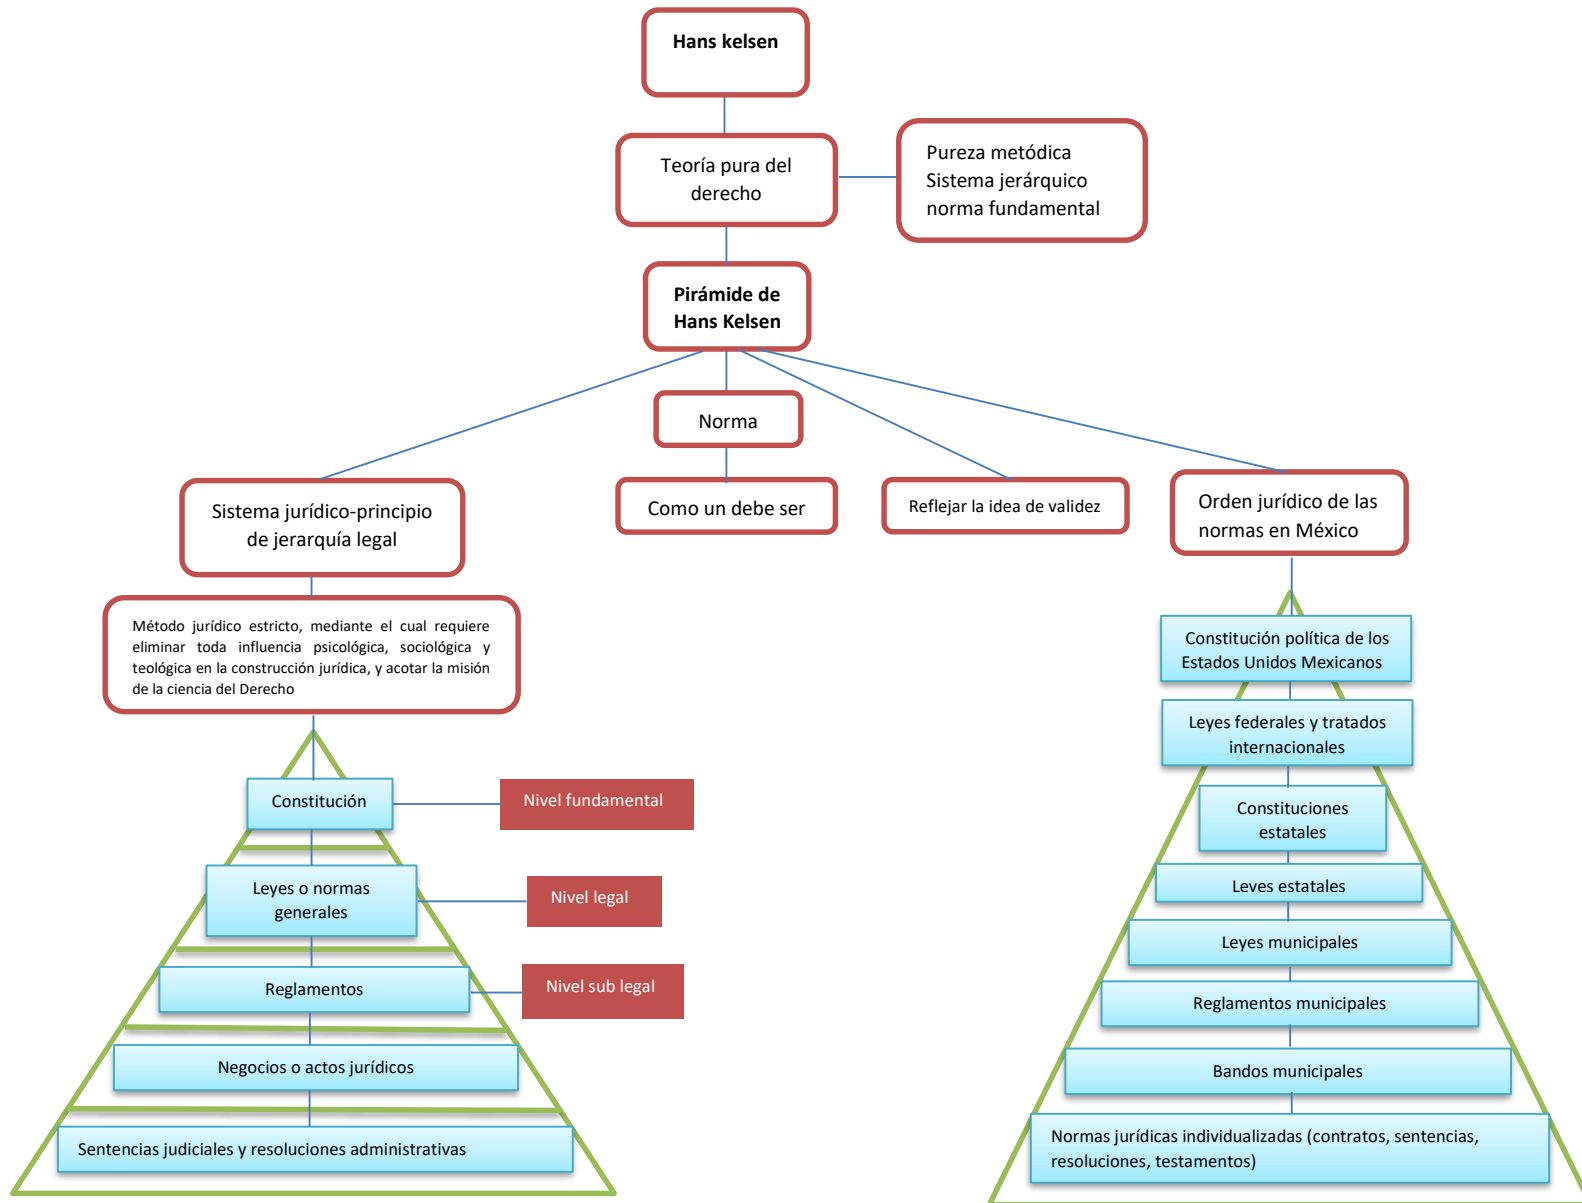 Hans kelsen
Teoría pura del
derecho
Pureza metódica
Sistema jerárquico
norma fundamental
Pirámide de
Hans Kelsen
Norma
Como un debe ser
Reflejar la idea de validez
Sistema jurídico-principio
de jerarquía legal
Orden jurídico de las
normas en México
Método jurídico estricto, mediante el cual requiere
eliminar toda influencia psicológica, sociológica y
teológica en la construcción jurídica, y acotar la misión
de la ciencia del Derecho
Constitución
Nivel fundamental
Leyes o normas
generales
Nivel legal
Reglamentos
Nivel sub legal
Negocios o actos jurídicos
Sentencias judiciales y resoluciones administrativas
Constitución política de los
Estados Unidos Mexicanos
Leyes federales y tratados
internacionales
Constituciones
estatales
Leves estatales
Leyes municipales
Reglamentos municipales
Bandos municipales
Normas jurídicas individualizadas (contratos, sentencias,
resoluciones, testamentos)